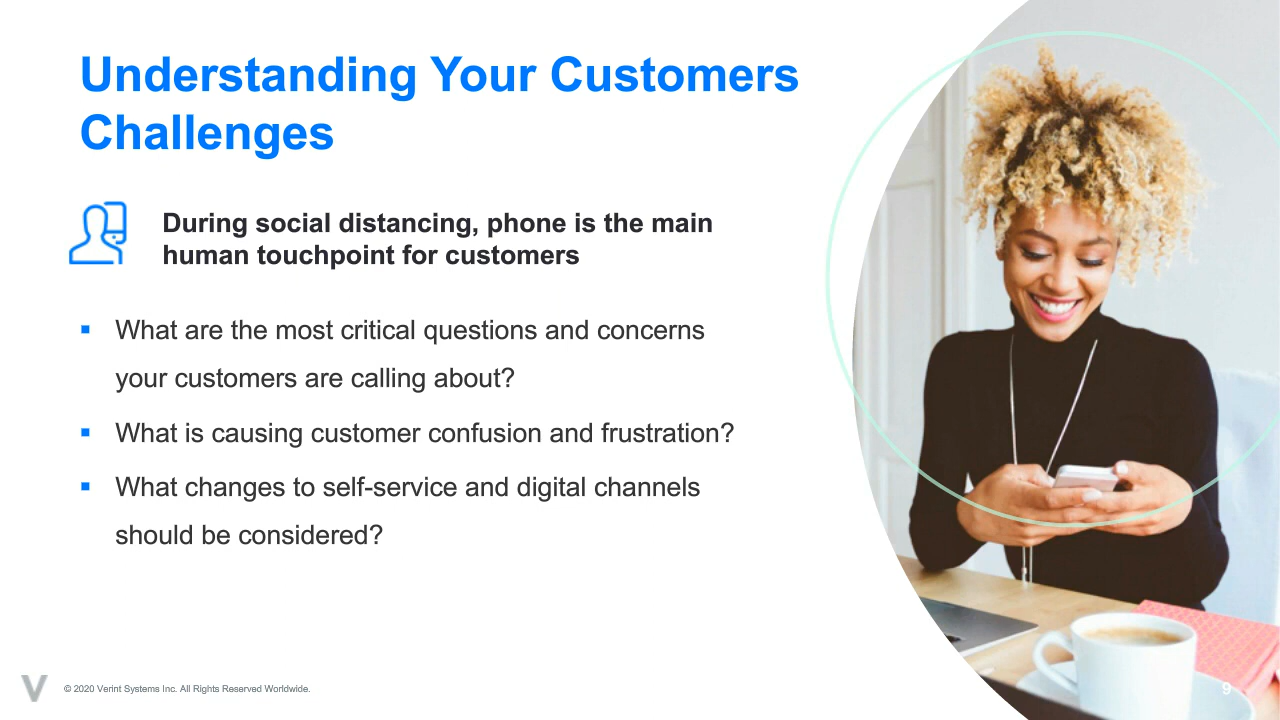 Understanding Your Customers
Challenges
During social distancing, phone is the main
human touchpoint for customers
What are the most critical questions and concerns
your customers are calling about?
What is causing customer confusion and frustration?
What changes to self-service and digital channels
should be considered?
V
© 2020 Verint Systems Inc. All Rights Reserved Worldwide.
9